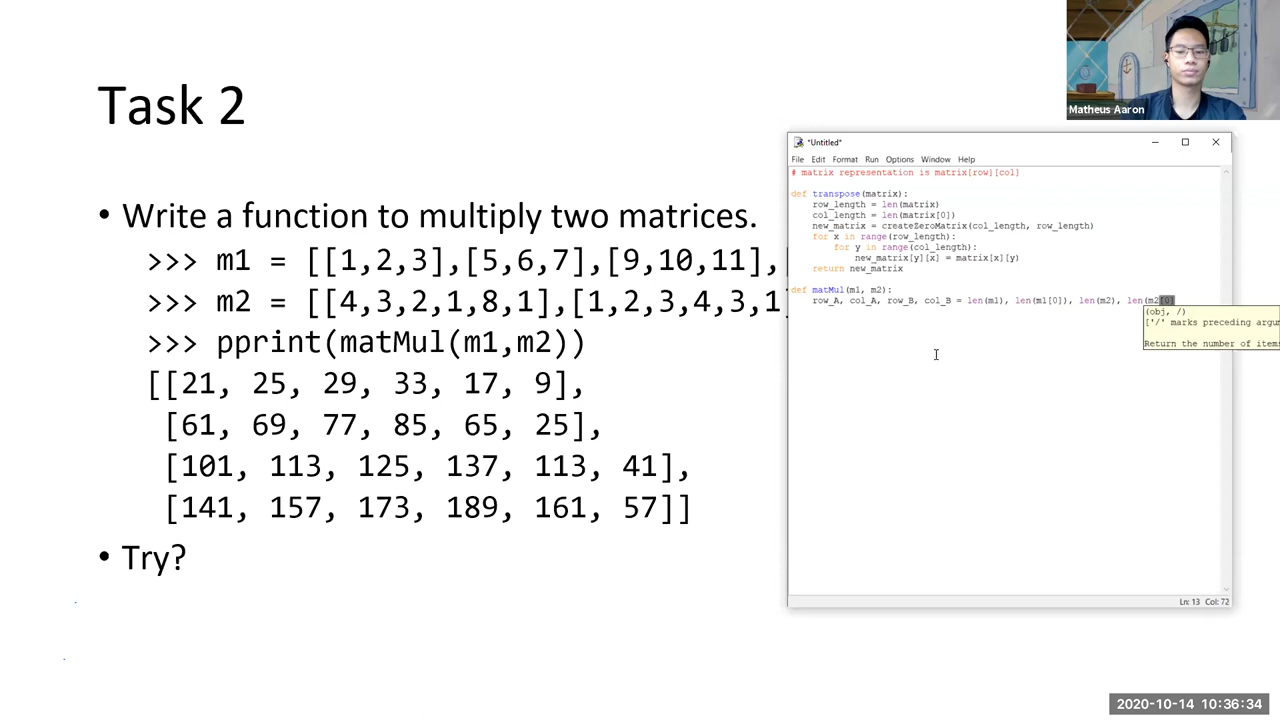 Task 2
• Write a function to multiply two matrices.
>>> m1 = [[1,2,3],[5,6,7],[9,10,11],[
>>> m2 = [[4,3,2,1,8,1],[1,2,3,4,3,1
>>> pprint(matMul(m1,m2))
[[21, 25, 29, 33, 17, 9],
[61, 69, 77, 85, 65, 25],
[101, 113, 125, 137, 113, 41],
[141, 157, 173, 189, 161, 57]]
• Try?
Matheus Aaron
*Untitled*
File Edit Format Run Options Window Help
# matrix representation is matrix[row][col]
def transpose(matrix):
row_length = len(matrix)
col_length = len(matrix[0])
new_matrix = createZeroMatrix(col_length, row_length)
for x in range(row_length):
for y in range(col_length):
new_matrix[y][x] = matrix[x][y)
return new_matrix
def matMul(m1, m2):
row_A, col_A, row_B, col_B = len(m1), len(m1[0]), len(m2), len(m2[0]
(obj, /)
['/' marks preceding argu
Return the number of items
Ln: 13 Col: 72
2020-10-14 10:36:34